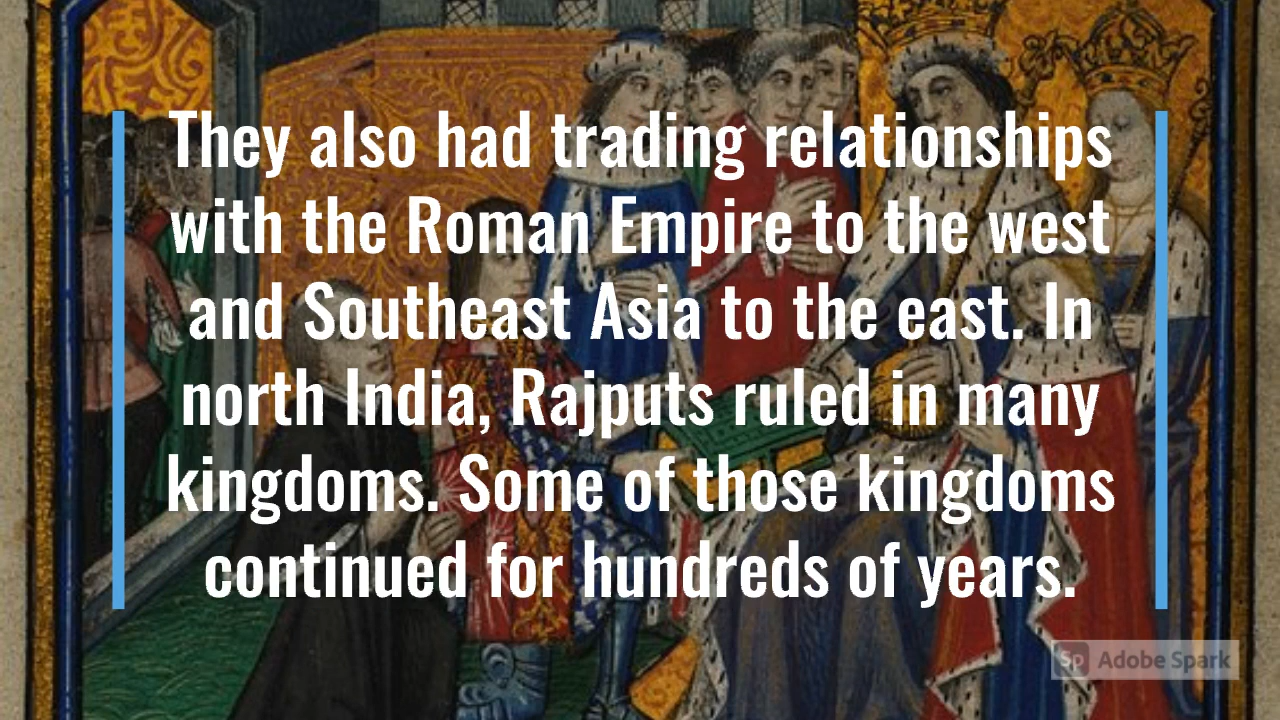 They also had trading relationships
with the Roman Empire to the west
and Southeast Asia to the east. In
north India, Rajputs ruled in many
kingdoms. Some of those kingdoms
continued for hundreds of years.
Sp Adobe Spark